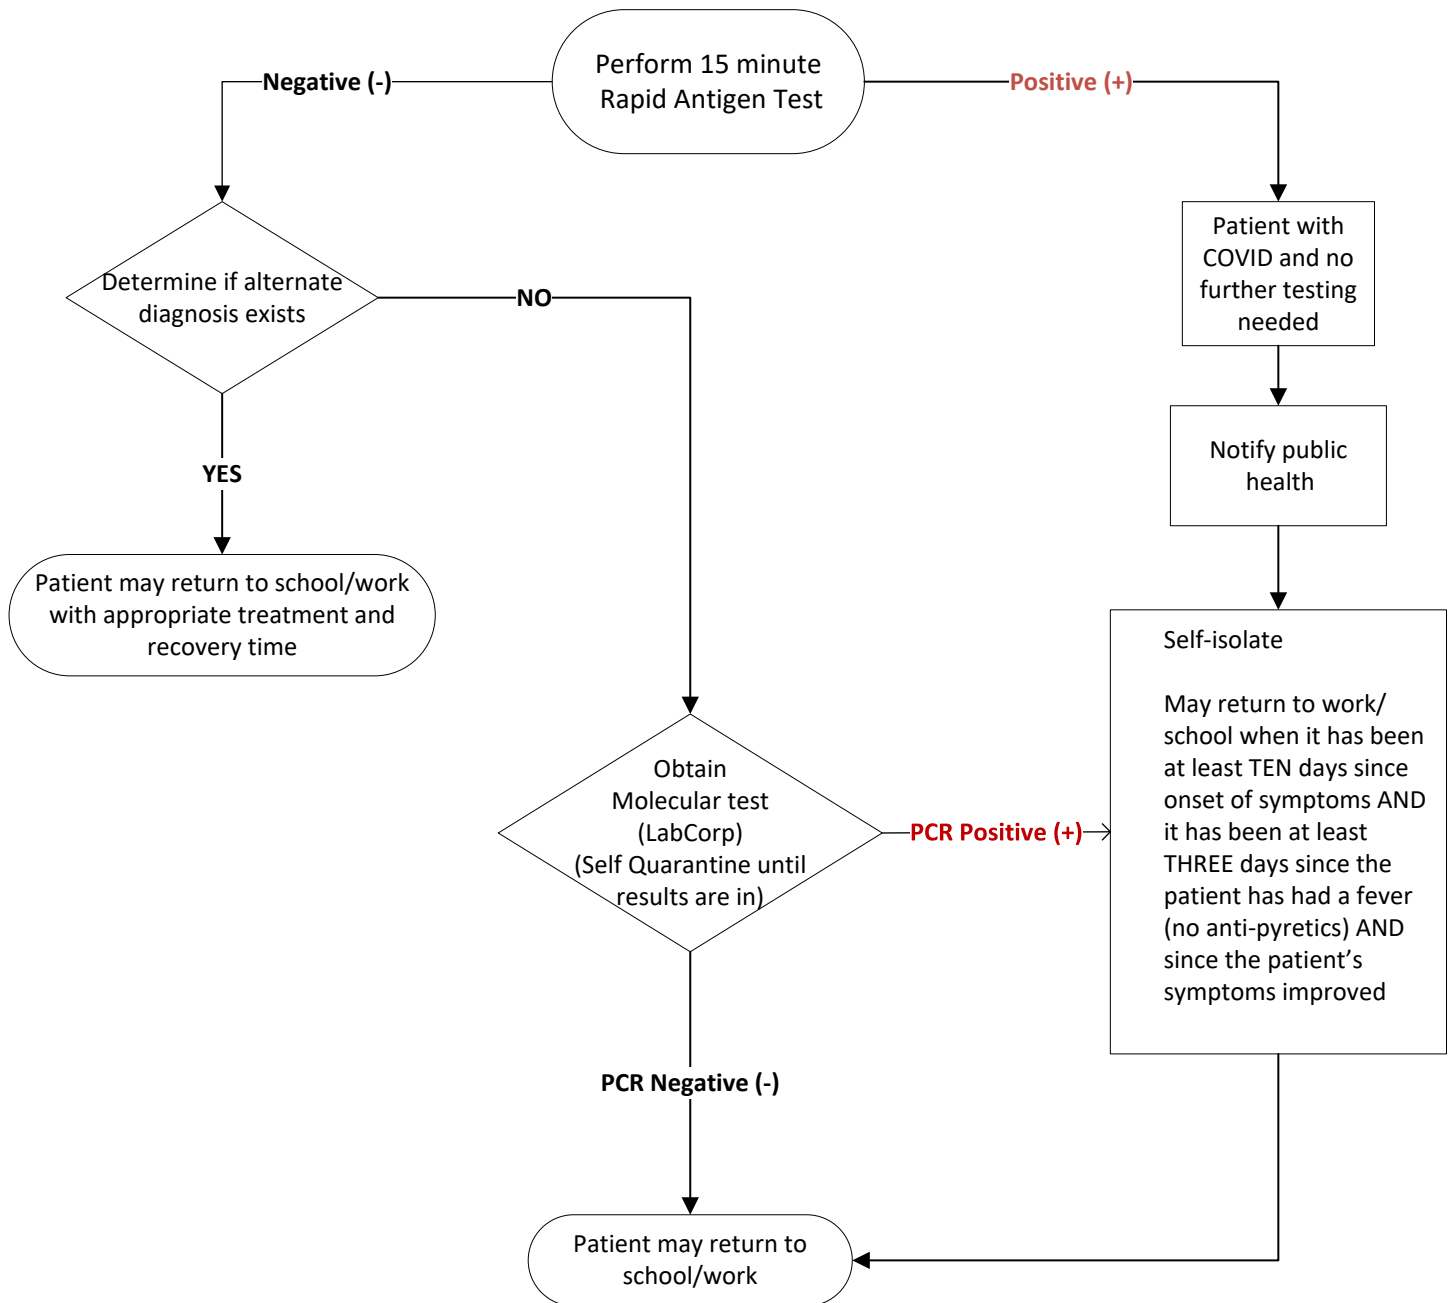 Perform 15 minute
Rapid Antigen Test
Negative (-)
Positive (+)
Determine if alternate
diagnosis exists
NO
YES
Patient may return to school/work
with appropriate treatment and
recovery time
Patient with
COVID and no
further testing
needed
Notify public
health
Obtain
Molecular test
(LabCorp)
(Self Quarantine until
results are in)
PCR Positive (+)
Self-isolate
May return to work/
school when it has been
at least TEN days since
onset of symptoms AND
it has been at least
THREE days since the
patient has had a fever
(no anti-pyretics) AND
since the patient’s
symptoms improved
PCR Negative (-)
Patient may return to
school/work